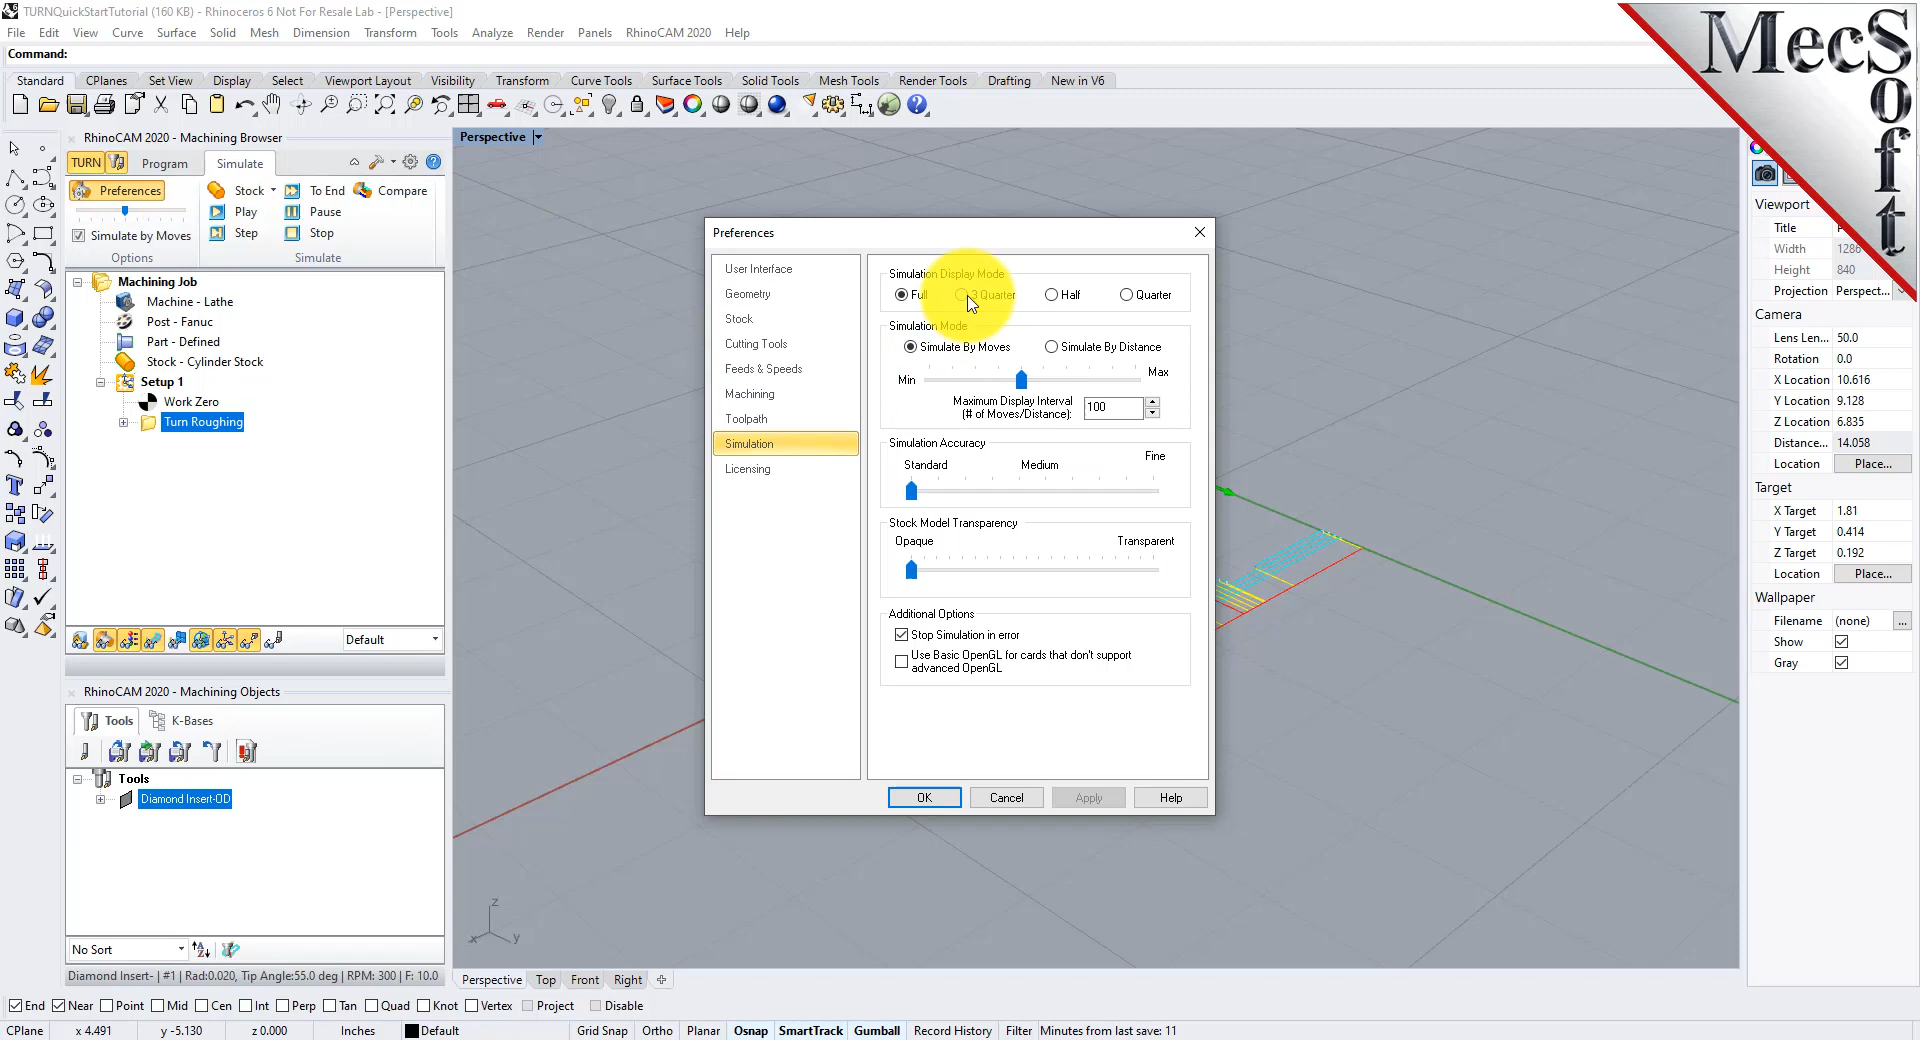 TURNQuickStartTutorial (160 KB) - Rhinoceros 6 Not For Resale Lab - [Perspective]
File Edit View Curve Surface Solid Mesh Dimension Transform Tools Analyze Render Panels RhinoCAM 2020 Help
Command:
Standard CPlanes Set View Display Select Viewport Layout Visibility Transform Curve Tools Surface Tools Solid Tools Mesh Tools Render Tools Drafting New in V6
MecSoft
RhinoCAM 2020 - Machining Browser
TURN Program Simulate
Preferences Stock To End Compare
Play Pause
Simulate by Moves Step Stop
Options Simulate
Machining Job
Machine - Lathe
Post - Fanuc
Part - Defined
Stock - Cylinder Stock
Setup 1
Work Zero
Turn Roughing
Default
RhinoCAM 2020 - Machining Objects
Tools K-Bases
Tools
Diamond Insert-OD
No Sort
Diamond Insert- | #1 | Rad:0.020, Tip Angle:55.0 deg | RPM: 300 | F: 10.0
Perspective
Preferences
User Interface
Geometry
Stock
Cutting Tools
Feeds & Speeds
Machining
Toolpath
Simulation
Licensing
Simulation Display Mode
Full 3 Quarter Half Quarter
Simulation Mode
Simulate By Moves Simulate By Distance
Min Max
Maximum Display Interval
(# of Moves/Distance): 100
Simulation Accuracy
Standard Medium Fine
Stock Model Transparency
Opaque Transparent
Additional Options
Stop Simulation in error
Use Basic OpenGL for cards that don't support
advanced OpenGL
OK Cancel Apply Help
z
x y
Perspective Top Front Right
Viewport
Title
Width 1286
Height 840
Projection Perspect...
Camera
Lens Len... 50.0
Rotation 0.0
X Location 10.616
Y Location 9.128
Z Location 6.835
Distance... 14.058
Location Place...
Target
X Target 1.81
Y Target 0.414
Z Target 0.192
Location Place...
Wallpaper
Filename (none) ...
Show
Gray
End Near Point Mid Cen Int Perp Tan Quad Knot Vertex Project Disable
CPlane x 4.491 y -5.130 z 0.000 Inches Default Grid Snap Ortho Planar Osnap SmartTrack Gumball Record History Filter Minutes from last save: 11